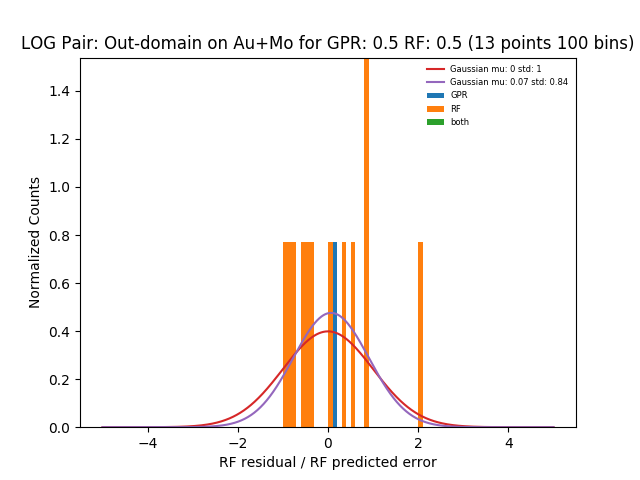 LOG Pair: Out-domain on Au+Mo for GPR: 0.5 RF: 0.5 (13 points 100 bins)
Gaussian mu: 0 std: 1
Gaussian mu: 0.07 std: 0.84
GPR
RF
both
Normalized Counts
1.4
1.2
1.0
0.8
0.6
0.4
0.2
0.0
−4 −2 0 2 4
RF residual / RF predicted error